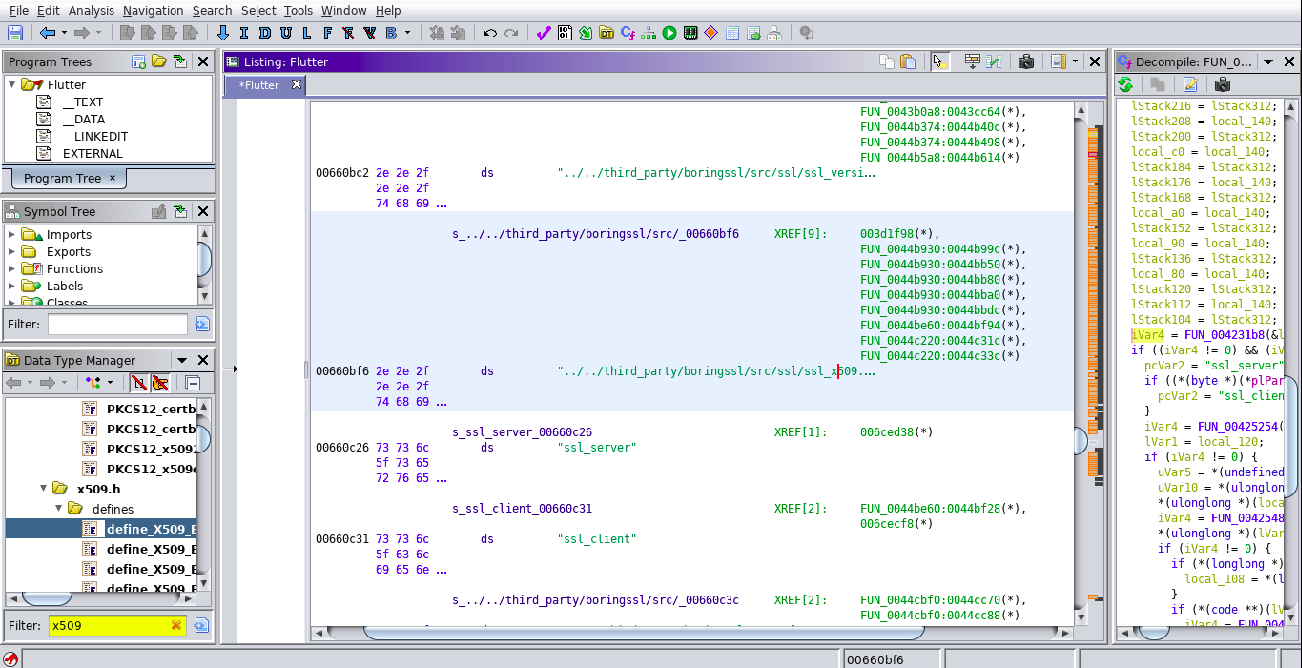 File Edit Analysis Navigation Search Select Tools Window Help
I D U L F B
Program Trees
Flutter
__TEXT
__DATA
__LINKEDIT
EXTERNAL
Program Tree ×
Symbol Tree
Imports
Exports
Functions
Labels
Classes
Filter:
Data Type Manager
PKCS12_certb
PKCS12_certb
PKCS12_x509
PKCS12_x509
x509.h
defines
define_X509_E
define_X509_E
define_X509_E
define_X509_E
Filter: x509
Listing: Flutter
*Flutter
FUN_0043b0a8:0043cc64(*),
FUN_0044b374:0044b40c(*),
FUN_0044b374:0044b498(*),
FUN_0044b5a8:0044b614(*)
00660bc2 2e 2e 2f ds "../../third_party/boringssl/src/ssl/ssl_versi...
2e 2e 2f
74 68 69 ...
s_../../third_party/boringssl/src/_00660bf6 XREF[9]: 003d1f98(*),
FUN_0044b930:0044b99c(*),
FUN_0044b930:0044bb50(*),
FUN_0044b930:0044bb80(*),
FUN_0044b930:0044bba0(*),
FUN_0044b930:0044bbdc(*),
FUN_0044be60:0044bf94(*),
FUN_0044c220:0044c31c(*),
FUN_0044c220:0044c33c(*)
00660bf6 2e 2e 2f ds "../../third_party/boringssl/src/ssl/ssl_x509....
2e 2e 2f
74 68 69 ...
s_ssl_server_00660c26 XREF[1]: 006ced38(*)
00660c26 73 73 6c ds "ssl_server"
5f 73 65
72 76 65 ...
s_ssl_client_00660c31 XREF[2]: FUN_0044be60:0044bf28(*),
006cecf8(*)
00660c31 73 73 6c ds "ssl_client"
5f 63 6c
69 65 6e ...
s_../../third_party/boringssl/src/_00660c3c XREF[2]: FUN_0044cbf0:0044cc70(*),
FUN_0044cbf0:0044cc88(*)
Decompile: FUN_0...
lStack216 = lStack312;
lStack208 = local_140;
lStack200 = lStack312;
local_c0 = local_140;
lStack184 = lStack312;
lStack176 = local_140;
lStack168 = lStack312;
local_a0 = local_140;
lStack152 = lStack312;
local_90 = local_140;
lStack136 = lStack312;
local_80 = local_140;
lStack120 = lStack312;
lStack112 = local_140;
lStack104 = lStack312;
iVar4 = FUN_004231b8(&l
if ((iVar4 != 0) && (iV
pcVar2 = "ssl_server"
if ((*(byte *)(*plPar
pcVar2 = "ssl_clien
}
iVar4 = FUN_00425254(
lVar1 = local_120;
if (iVar4 != 0) {
uVar5 = *(undefined
uVar10 = *(ulonglon
*(ulonglong *)(loca
iVar4 = FUN_0042548
*(ulonglong *)(lVar
if (iVar4 != 0) {
if (*(longlong *)
local_108 = *(l
}
if (*(code **)(lV
iVar4 = FUN_004
00660bf6